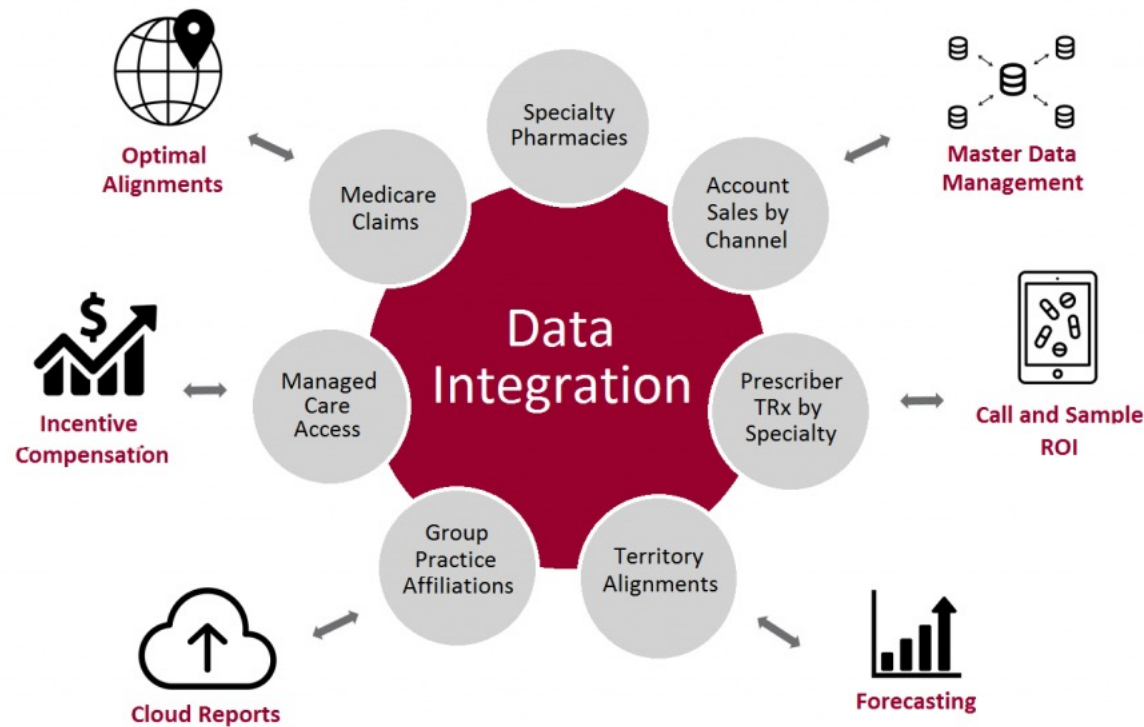 Specialty
Pharmacies
Optimal
Alignments
Medicare
Claims
Account
Sales by
Channel
Master Data
Management
Data
Integration
$
Incentive
Compensation
Managed
Care
Access
Prescriber
TRx by
Specialty
Call and Sample
ROI
Group
Practice
Affiliations
Territory
Alignments
Cloud Reports
Forecasting